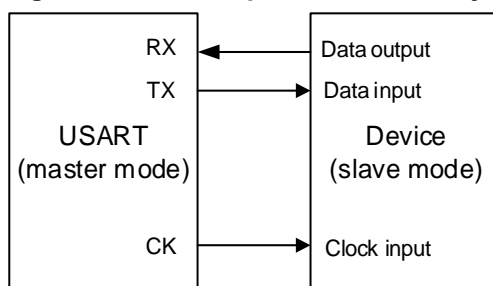 RX
Data output
TX
Data input
USART
(master mode)
Device
(slave mode)
CK
Clock input